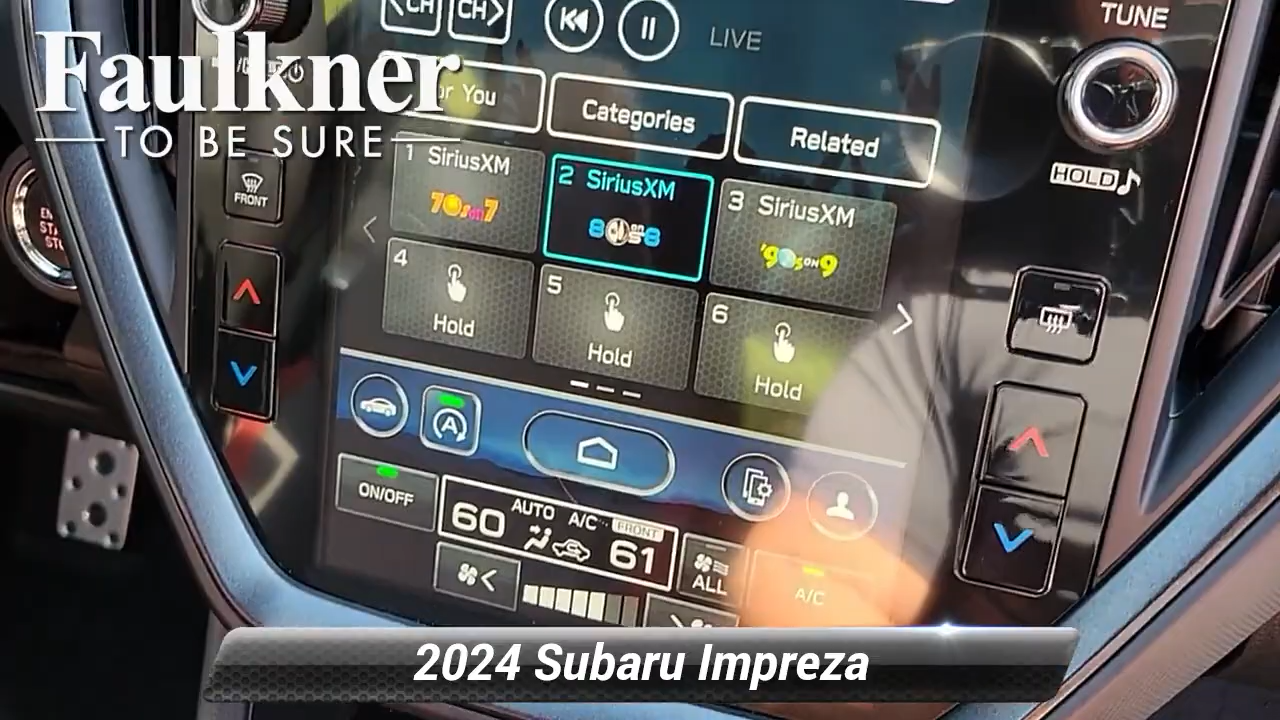 <CH CH>
LIVE
TUNE
Faulkner
TO BE SURE
You
Categories
Related
HOLD
1 SiriusXM
70s on 7
2 SiriusXM
80s on 8
3 SiriusXM
'90s ON 9
FRONT
4
Hold
5
Hold
6
Hold
A
ON/OFF
60 AUTO A/C FRONT 61
ALL
A/C
2024 Subaru Impreza